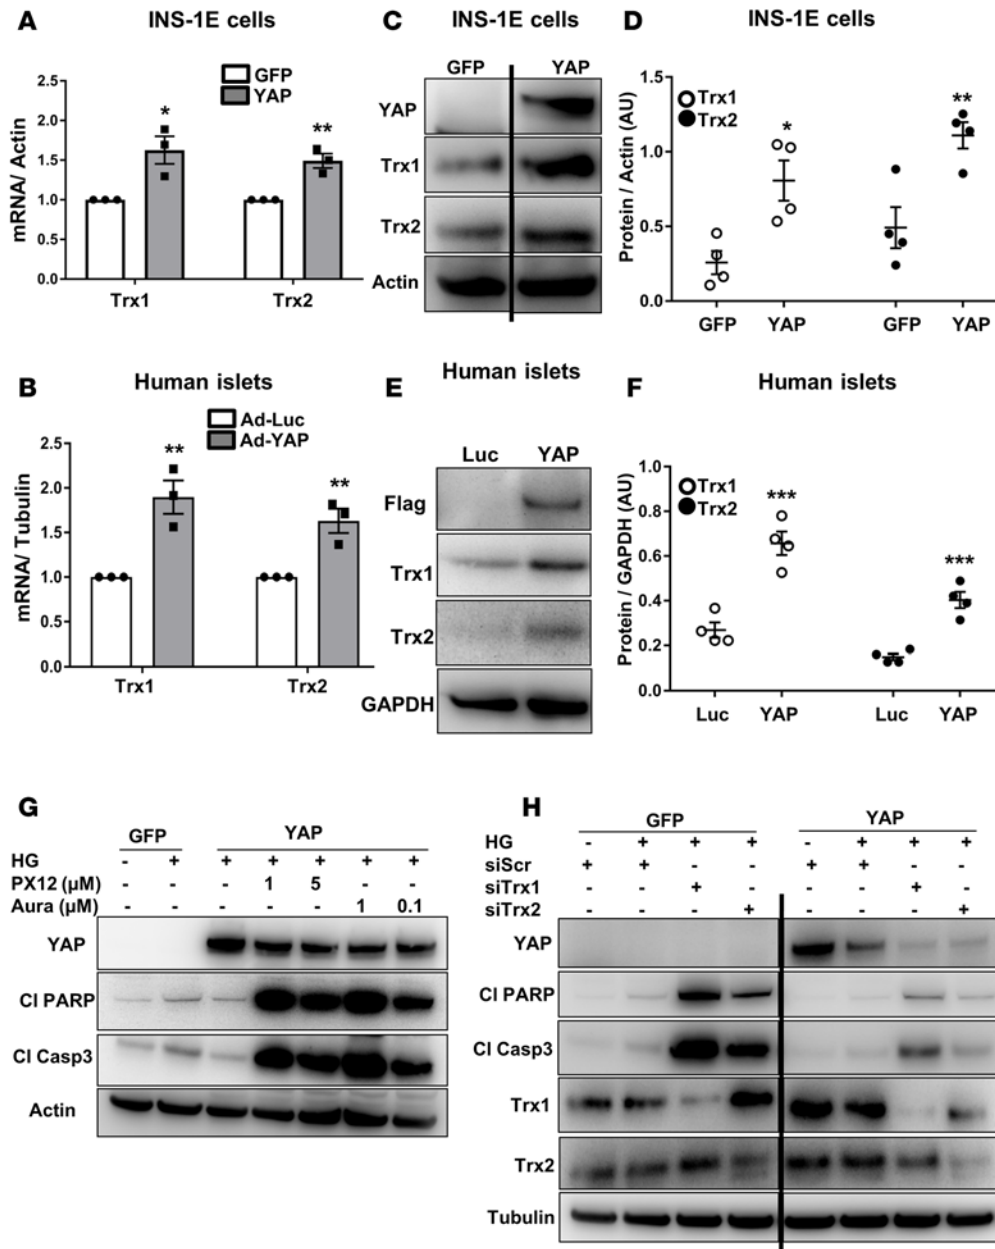 A INS-1E cells
GFP
YAP
mRNA/ Actin
2.5
2.0
1.5
1.0
0.5
0.0
*
**
Trx1 Trx2
C
GFP YAP
YAP
Trx1
Trx2
Actin
D INS-1E cells
Protein / Actin (AU)
1.5
1.0
0.5
0.0
Trx1
Trx2
*
**
GFP YAP GFP YAP
B Human islets
Ad-Luc
Ad-YAP
mRNA/ Tubulin
2.5
2.0
1.5
1.0
0.5
0.0
**
**
Trx1 Trx2
E Human islets
Luc YAP
Flag
Trx1
Trx2
GAPDH
F Human islets
Protein / GAPDH (AU)
1.0
0.8
0.6
0.4
0.2
0.0
Trx1
Trx2
***
***
Luc YAP Luc YAP
G
GFP YAP
HG - + + + + + +
PX12 (µM) - - - 1 5 - -
Aura (µM) - - - - - 1 0.1
YAP
Cl PARP
Cl Casp3
Actin
H
GFP YAP
HG - + + + - + + +
siScr + + - - + + - -
siTrx1 - - + - - - + -
siTrx2 - - - + - - - +
YAP
Cl PARP
Cl Casp3
Trx1
Trx2
Tubulin